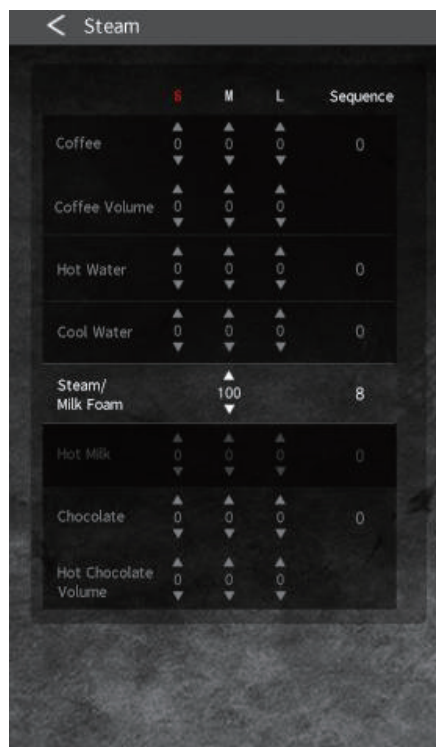 < Steam
S M L Sequence
Coffee 0 0 0 0
Coffee Volume 0 0 0
Hot Water 0 0 0 0
Cool Water 0 0 0 0
Steam/
Milk Foam 100 8
Hot Milk 0 0 0 0
Chocolate 0 0 0 0
Hot Chocolate
Volume 0 0 0